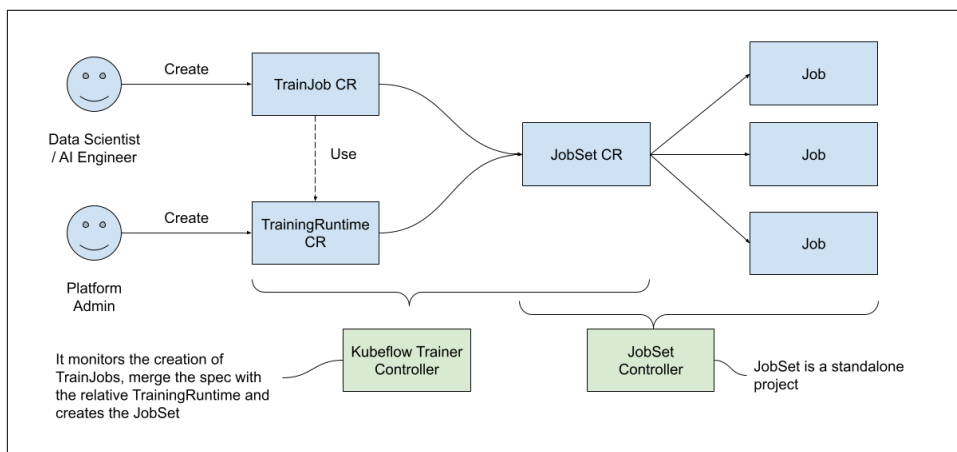 Create
TrainJob CR
Job
Data Scientist
/ AI Engineer
Use
JobSet CR
Job
Create
TrainingRuntime
CR
Job
Platform
Admin
It monitors the creation of
TrainJobs, merge the spec with
the relative TrainingRuntime and
creates the JobSet
Kubeflow Trainer
Controller
JobSet
Controller
JobSet is a standalone
project